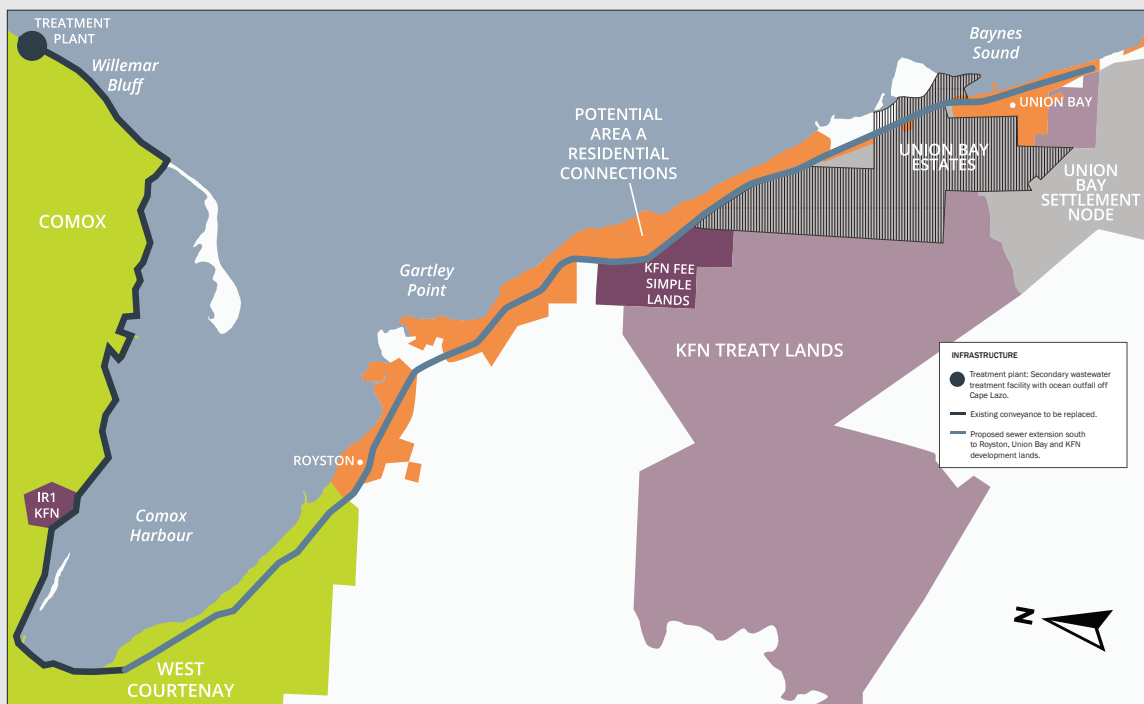 TREATMENT
PLANT
Willemar
Bluff
COMOX
Baynes
Sound
UNION BAY
POTENTIAL
AREA A
RESIDENTIAL
CONNECTIONS
UNION BAY
ESTATES
UNION
BAY
SETTLEMENT
NODE
Gartley
Point
KFN FEE
SIMPLE
LANDS
KFN TREATY LANDS
INFRASTRUCTURE
Treatment plant: Secondary wastewater
treatment facility with ocean outfall off
Cape Lazo.
Existing conveyance to be replaced.
Proposed sewer extension south
to Royston, Union Bay and KFN
development lands.
ROYSTON
IR1
KFN
Comox
Harbour
WEST
COURTENAY
N